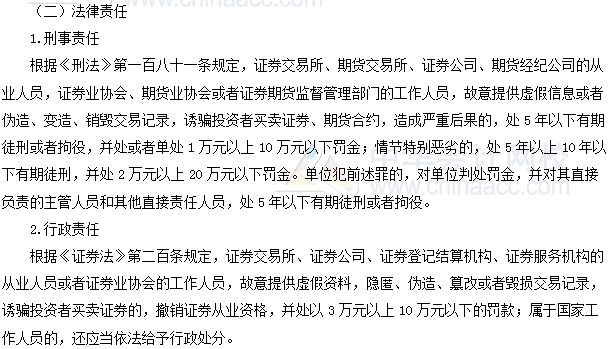 （二）法律责任
1.刑事责任
根据《刑法》第一百八十一条规定，证券交易所、期货交易所、证券公司、期货经纪公司的从
业人员，证券业协会、期货业协会或者证券期货监督管理部门的工作人员，故意提供虚假信息或者
伪造、变造、销毁交易记录，诱骗投资者买卖证券、期货合约，造成严重后果的，处5年以下有期
徒刑或者拘役，并处或者单处1万元以上10万元以下罚金；情节特别恶劣的，处5年以上10年以
下有期徒刑，并处2万元以上20万元以下罚金。单位犯前述罪的，对单位判处罚金，并对其直接
负责的主管人员和其他直接责任人员，处5年以下有期徒刑或者拘役。
2.行政责任
根据《证券法》第二百条规定，证券交易所、证券公司、证券登记结算机构、证券服务机构的
从业人员或者证券业协会的工作人员，故意提供虚假资料，隐匿、伪造、篡改或者毁损交易记录，
诱骗投资者买卖证券的，撤销证券从业资格，并处以3万元以上10万元以下的罚款；属于国家工
作人员的，还应当依法给予行政处分。
中华会计网校
www.chinaacc.com